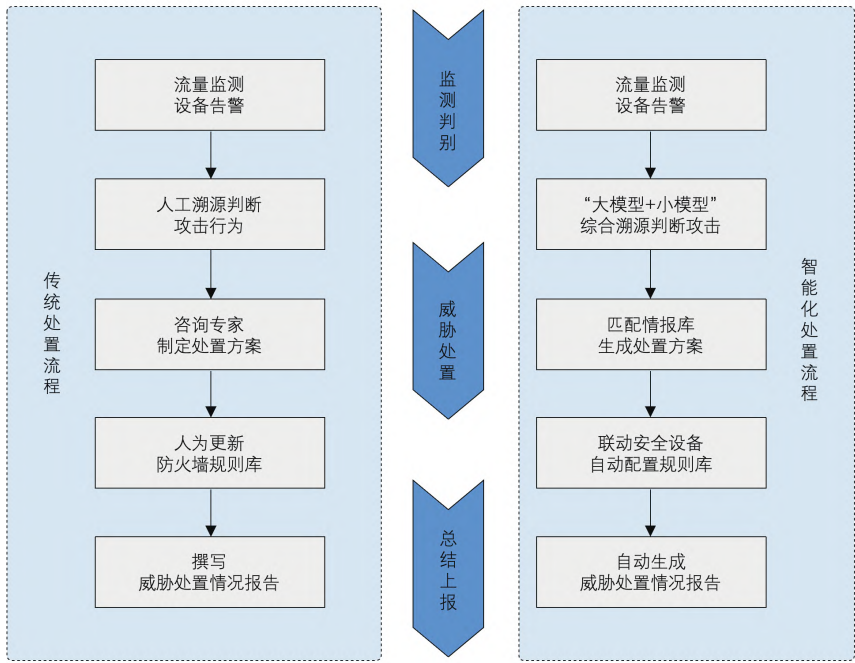 传统处置流程
流量监测
设备告警
人工溯源判断
攻击行为
咨询专家
制定处置方案
人为更新
防火墙规则库
撰写
威胁处置情况报告
监测判别
威胁处置
总结上报
流量监测
设备告警
“大模型+小模型”
综合溯源判断攻击
匹配情报库
生成处置方案
联动安全设备
自动配置规则库
自动生成
威胁处置情况报告
智能化处置流程